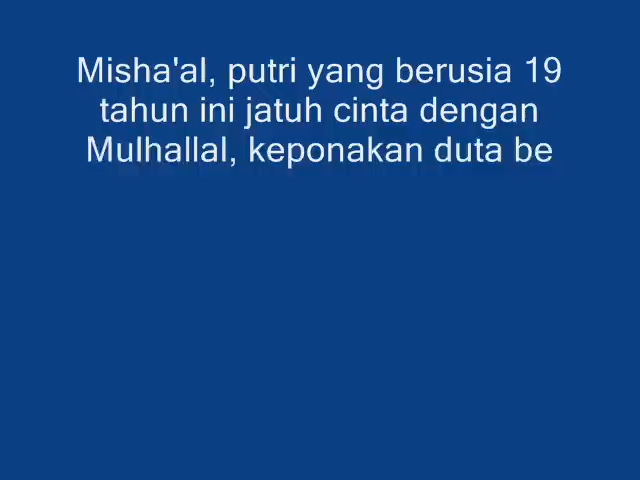 Misha'al, putri yang berusia 19
tahun ini jatuh cinta dengan
Mulhallal, keponakan duta be